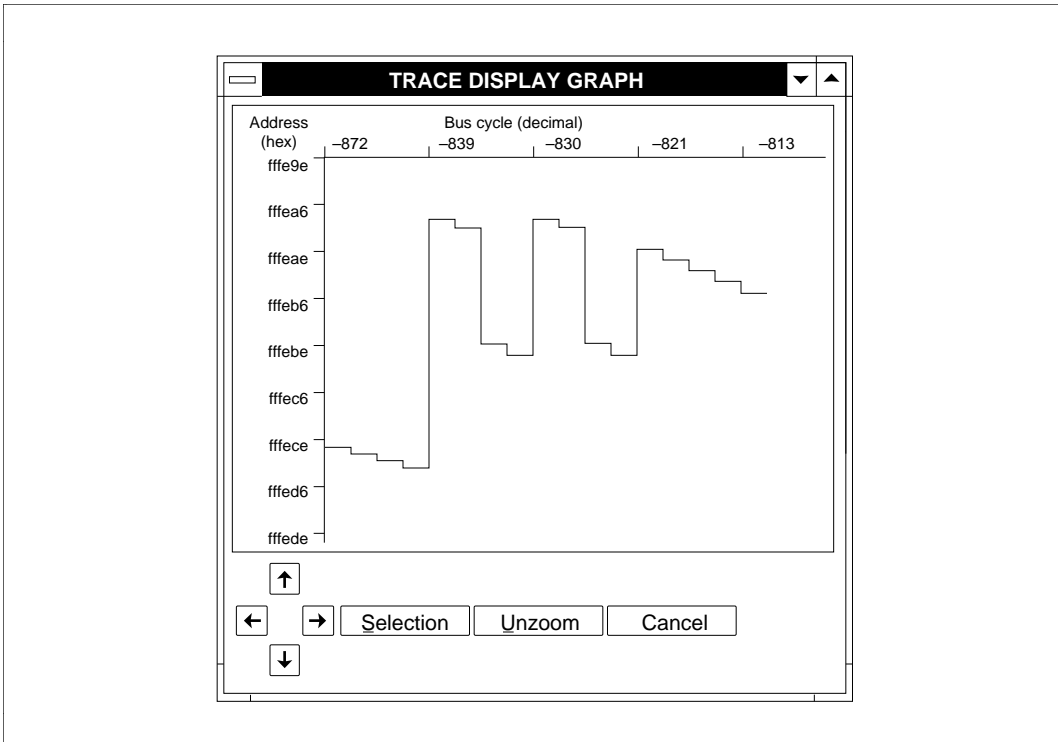 TRACE DISPLAY GRAPH
Address
(hex)
Bus cycle (decimal)
–872 –839 –830 –821 –813
fffe9e
fffea6
fffeae
fffeb6
fffebe
fffec6
fffece
fffed6
fffede
Selection Unzoom Cancel